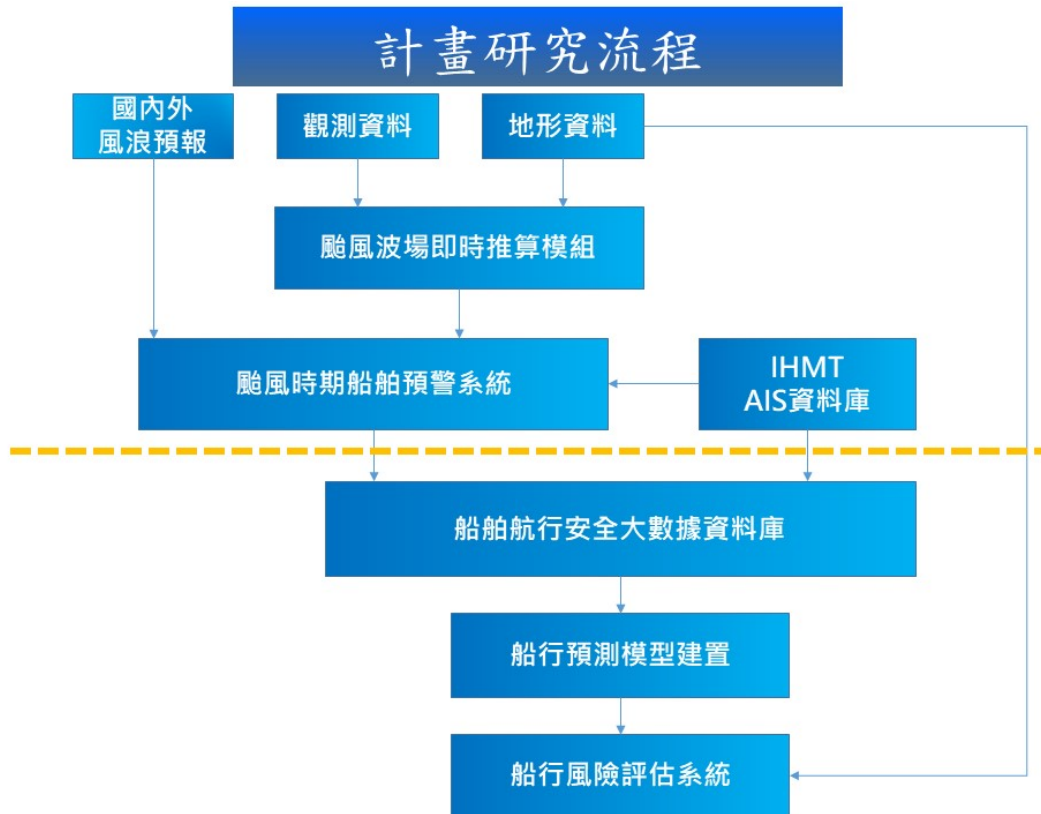 計畫研究流程
國內外
風浪預報
觀測資料
地形資料
颱風波場即時推算模組
颱風時期船舶預警系統
IHMT
AIS資料庫
船舶航行安全大數據資料庫
船行預測模型建置
船行風險評估系統